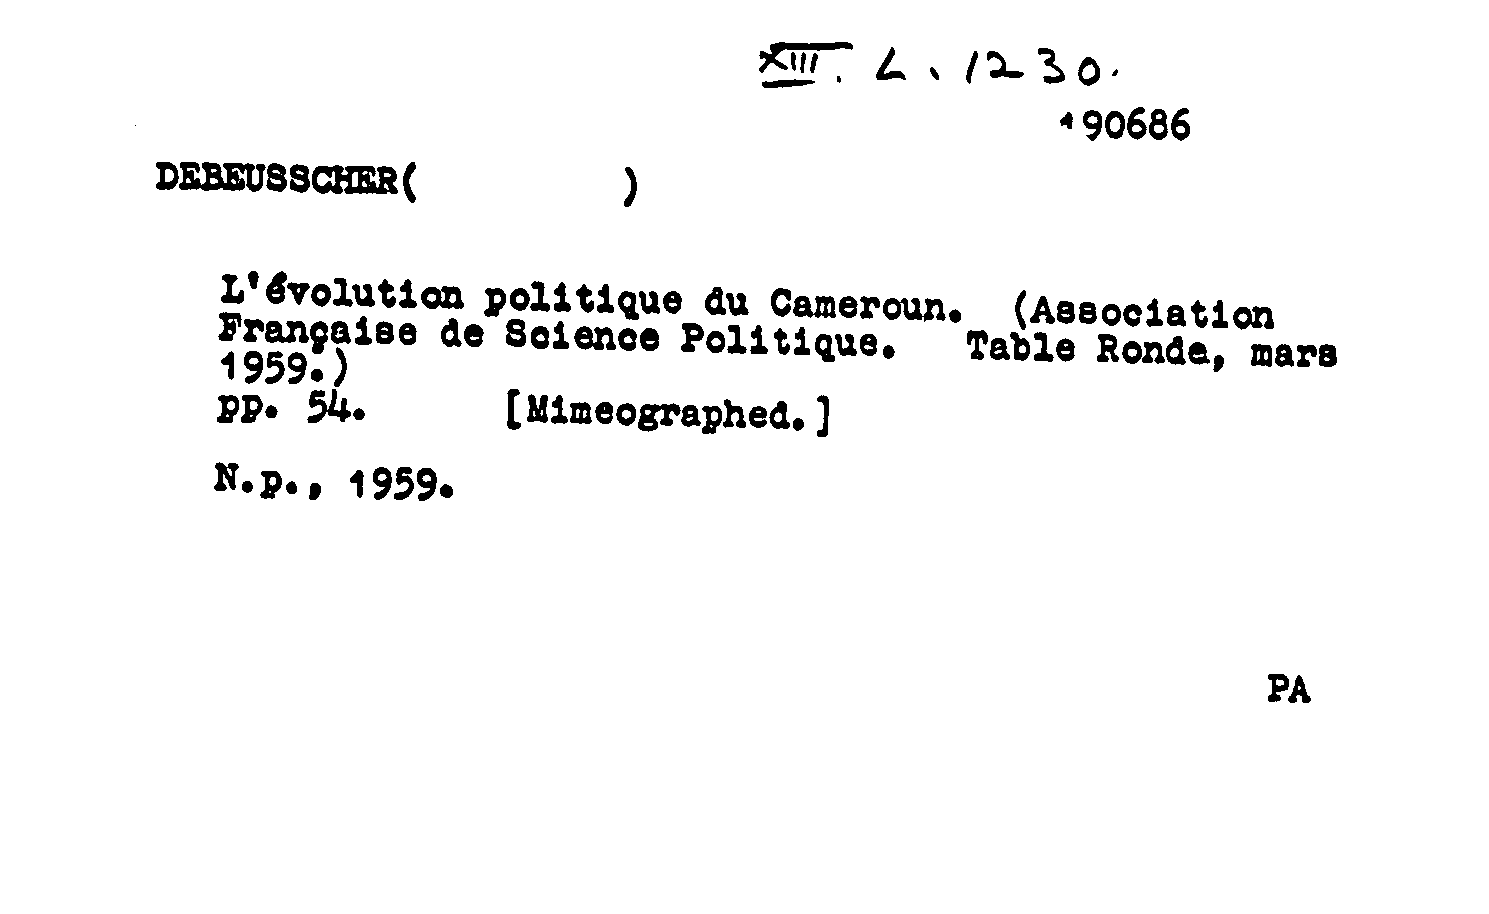 XIII. L. 1230.
190686
DEBEUSSCHER( )
L'évolution politique du Cameroun. (Association
Française de Science Politique. Table Ronde, mars
1959.)
pp. 54. [Mimeographed.]
N.p., 1959.
PA